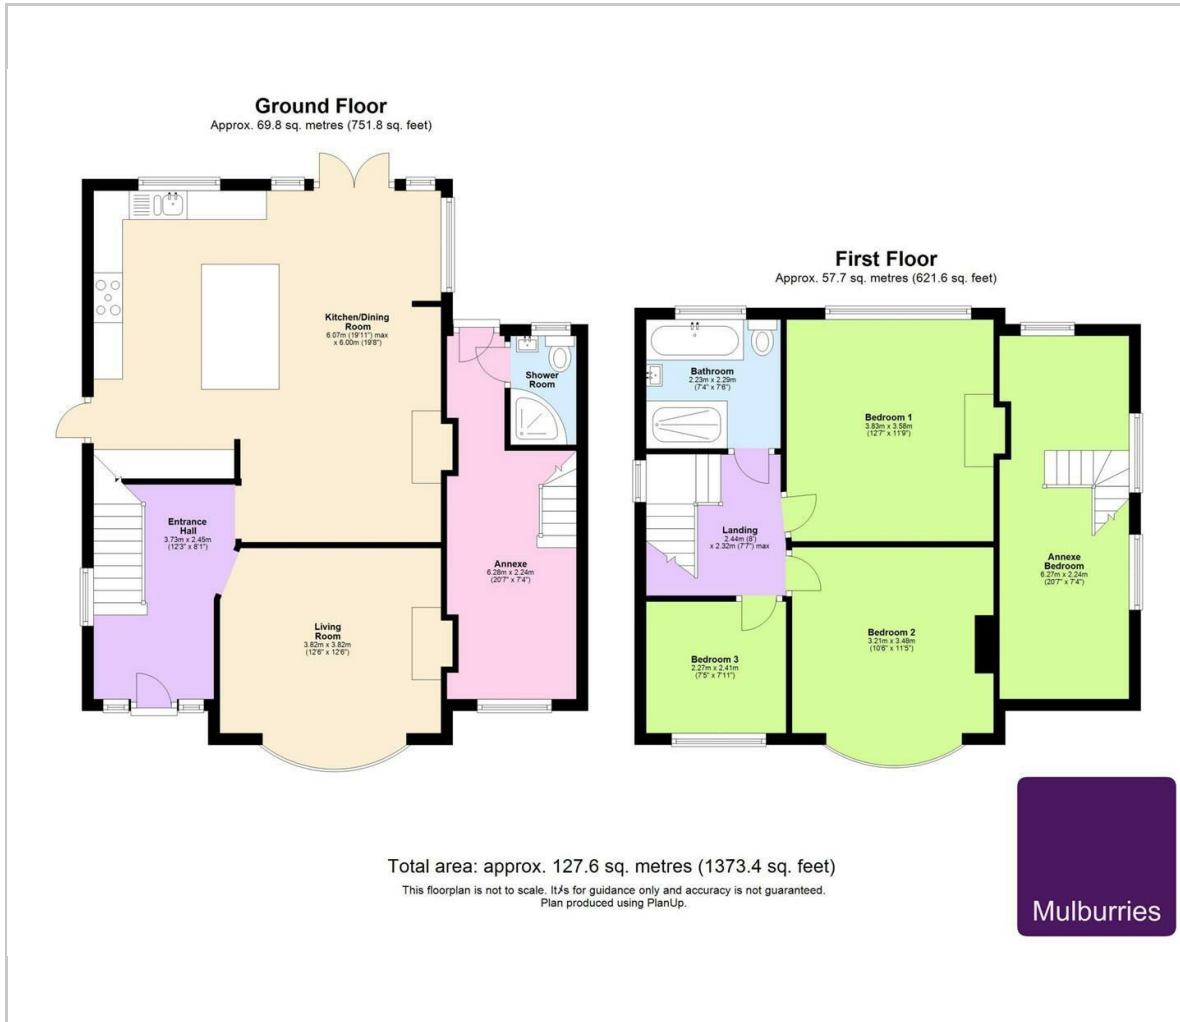 Ground Floor
Approx. 69.8 sq. metres (751.8 sq. feet)
Kitchen/Dining
Room
6.07m (19'11") max
x 6.00m (19'8")
Shower
Room
Entrance
Hall
3.73m x 2.45m
(12'3" x 8'1")
Annexe
6.28m x 2.24m
(20'7" x 7'4")
Living
Room
3.82m x 3.82m
(12'6" x 12'6")
First Floor
Approx. 57.7 sq. metres (621.6 sq. feet)
Bathroom
2.23m x 2.29m
(7'4" x 7'6")
Bedroom 1
3.83m x 3.58m
(12'7" x 11'9")
Landing
2.44m (8')
x 2.32m (7'7") max
Annexe
Bedroom
6.27m x 2.24m
(20'7" x 7'4")
Bedroom 2
3.21m x 3.48m
(10'6" x 11'5")
Bedroom 3
2.27m x 2.41m
(7'5" x 7'11")
Total area: approx. 127.6 sq. metres (1373.4 sq. feet)
This floorplan is not to scale. It⁄s for guidance only and accuracy is not guaranteed.
Plan produced using PlanUp.
Mulburries